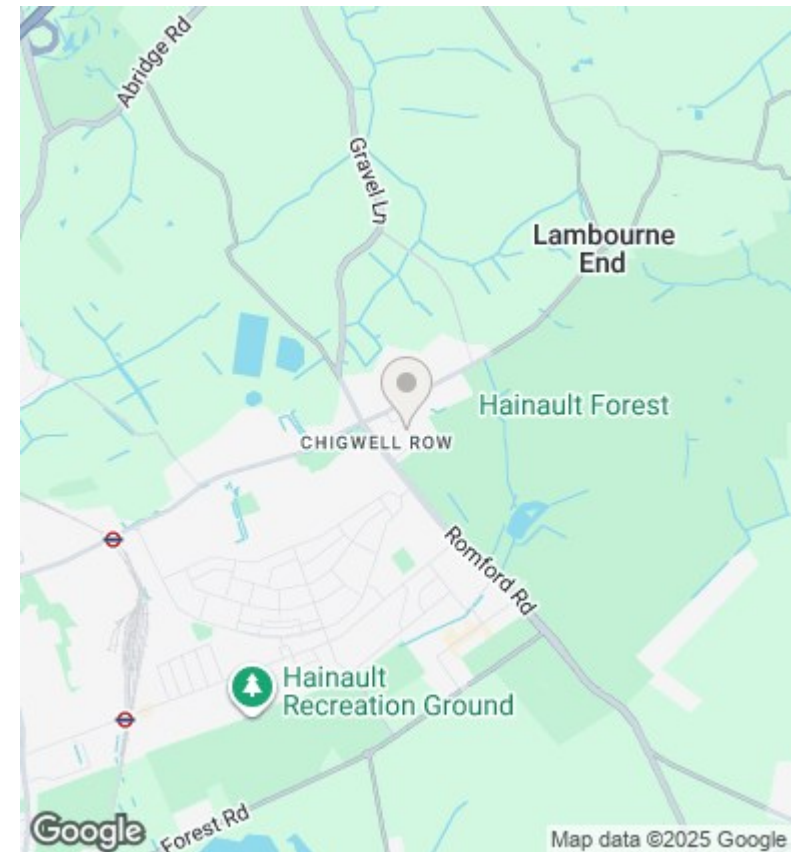 Abridge Rd
Gravel Ln
Lambourne
End
Hainault Forest
CHIGWELL ROW
Romford Rd
Hainault
Recreation Ground
Forest Rd
Google
Map data ©2025 Google